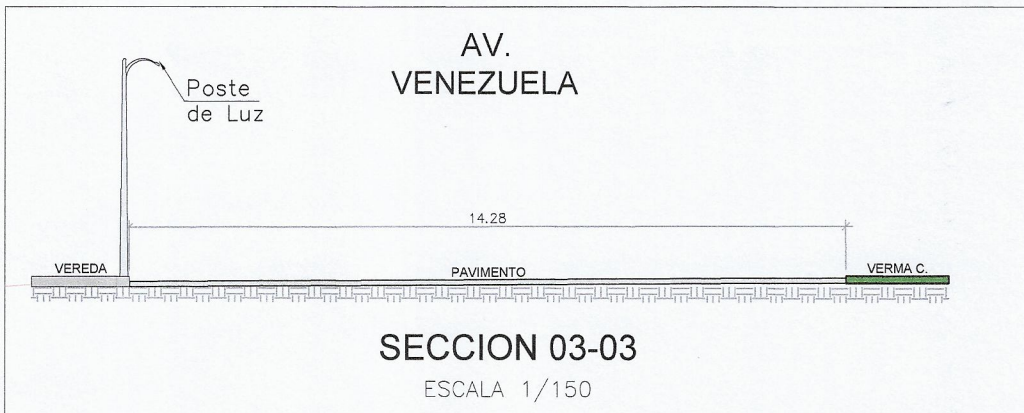 AV.
VENEZUELA
Poste
de Luz
14.28
VEREDA
PAVIMENTO
VERMA C.
SECCION 03-03
ESCALA 1/150